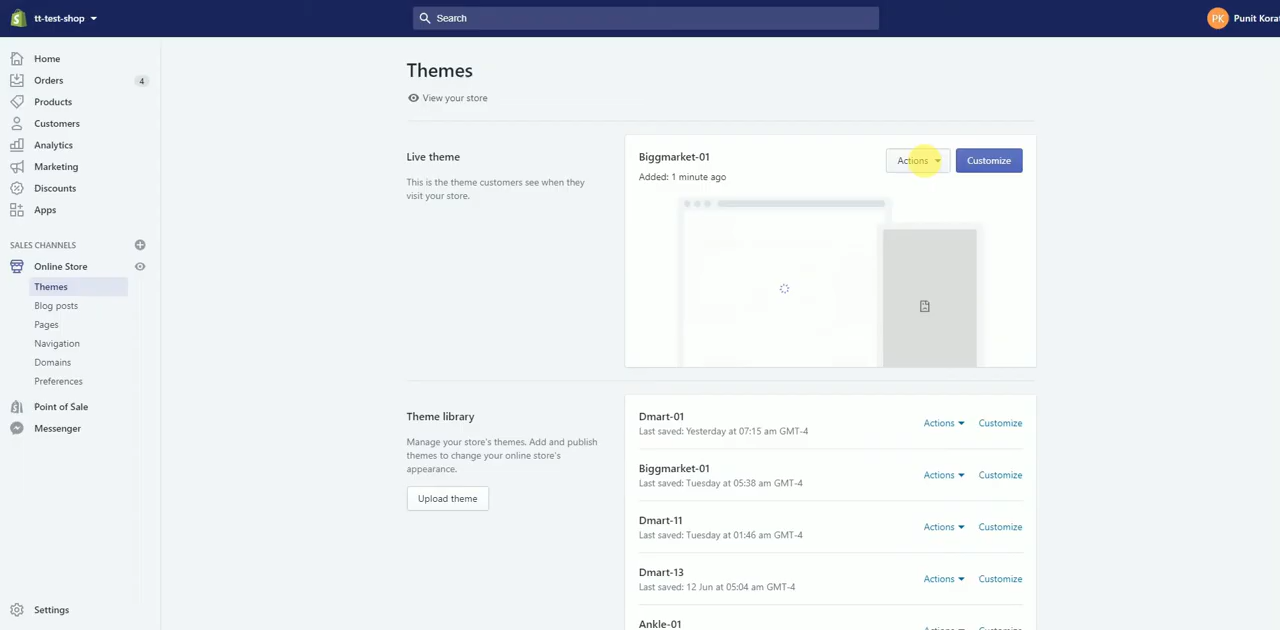 tt-test-shop
Search
PK
Punit Korat
Home
Orders
4
Products
Customers
Analytics
Marketing
Discounts
Apps
SALES CHANNELS
Online Store
Themes
Blog posts
Pages
Navigation
Domains
Preferences
Point of Sale
Messenger
Settings
Themes
View your store
Live theme
This is the theme customers see when they
visit your store.
Biggmarket-01
Added: 1 minute ago
Actions
Customize
Theme library
Manage your store's themes. Add and publish
themes to change your online store's
appearance.
Upload theme
Dmart-01
Last saved: Yesterday at 07:15 am GMT-4
Actions
Customize
Biggmarket-01
Last saved: Tuesday at 05:38 am GMT-4
Actions
Customize
Dmart-11
Last saved: Tuesday at 01:46 am GMT-4
Actions
Customize
Dmart-13
Last saved: 12 Jun at 05:04 am GMT-4
Actions
Customize
Ankle-01
Actions
Customize